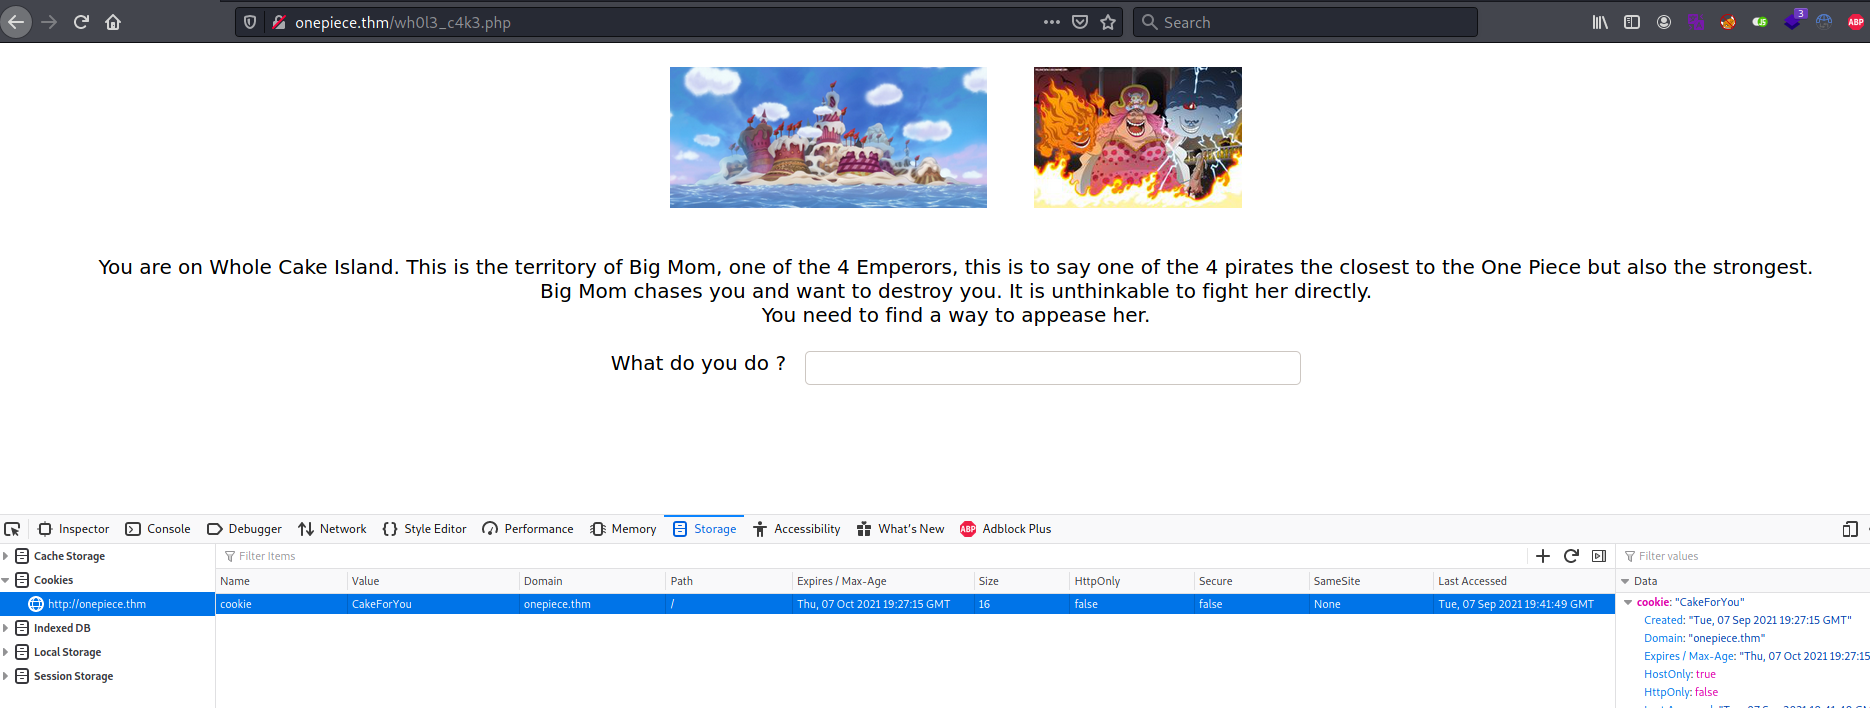 onepiece.thm/wh0l3_c4k3.php
Search
3
ABP
You are on Whole Cake Island. This is the territory of Big Mom, one of the 4 Emperors, this is to say one of the 4 pirates the closest to the One Piece but also the strongest.
Big Mom chases you and want to destroy you. It is unthinkable to fight her directly.
You need to find a way to appease her.
What do you do ?
Inspector Console Debugger Network Style Editor Performance Memory Storage Accessibility What's New ABP Adblock Plus
Cache Storage
Cookies
http://onepiece.thm
Indexed DB
Local Storage
Session Storage
Filter Items
Name Value Domain Path Expires / Max-Age Size HttpOnly Secure SameSite Last Accessed
cookie CakeForYou onepiece.thm / Thu, 07 Oct 2021 19:27:15 GMT 16 false false None Tue, 07 Sep 2021 19:41:49 GMT
Filter values
Data
cookie: "CakeForYou"
Created: "Tue, 07 Sep 2021 19:27:15 GMT"
Domain: "onepiece.thm"
Expires / Max-Age: "Thu, 07 Oct 2021 19:27:15
HostOnly: true
HttpOnly: false